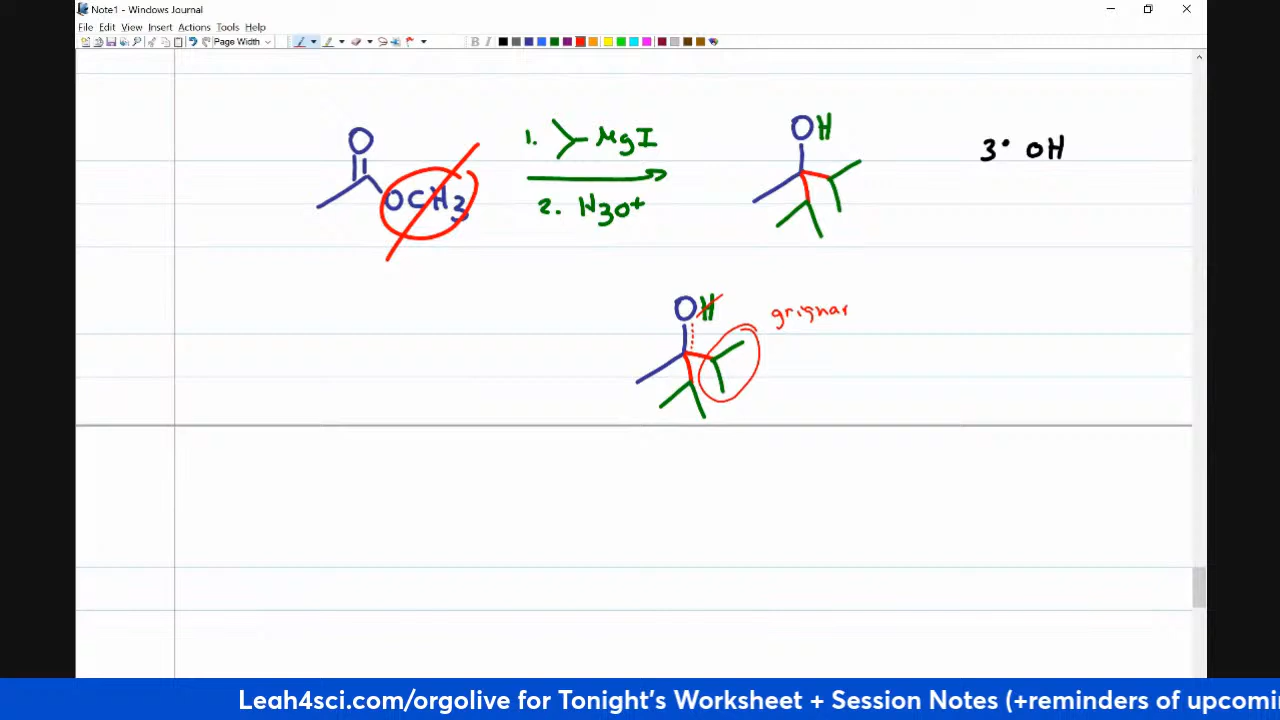 Note1 - Windows Journal
File Edit View Insert Actions Tools Help
Page Width
B I
O
OCH3
1. MgI
2. H3O+
OH
3° OH
OH
grignar
Leah4sci.com/orgolive for Tonight's Worksheet + Session Notes (+reminders of upcomi